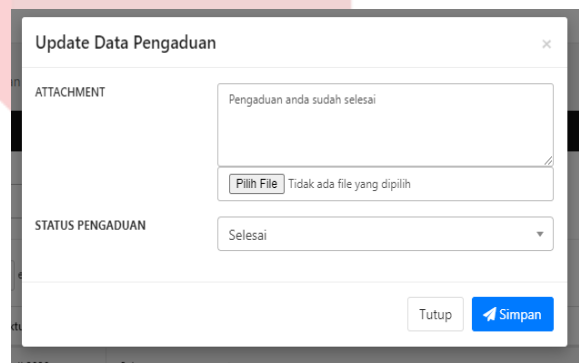 Update Data Pengaduan
×
ATTACHMENT
Pengaduan anda sudah selesai
Pilih File Tidak ada file yang dipilih
STATUS PENGADUAN
Selesai
Tutup
Simpan